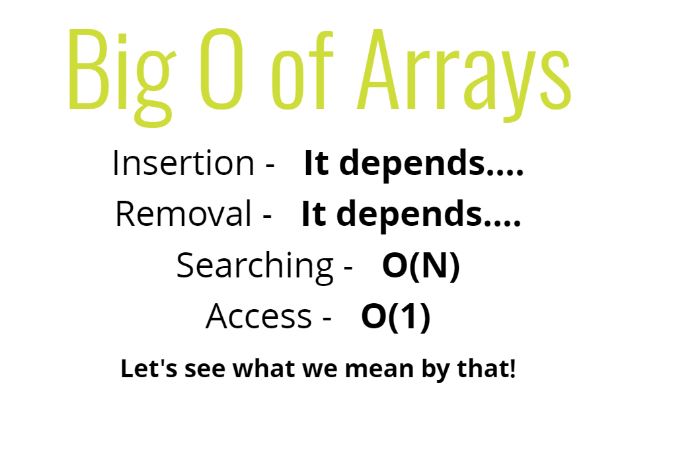 Big O of Arrays
Insertion - It depends....
Removal - It depends....
Searching - O(N)
Access - O(1)
Let's see what we mean by that!